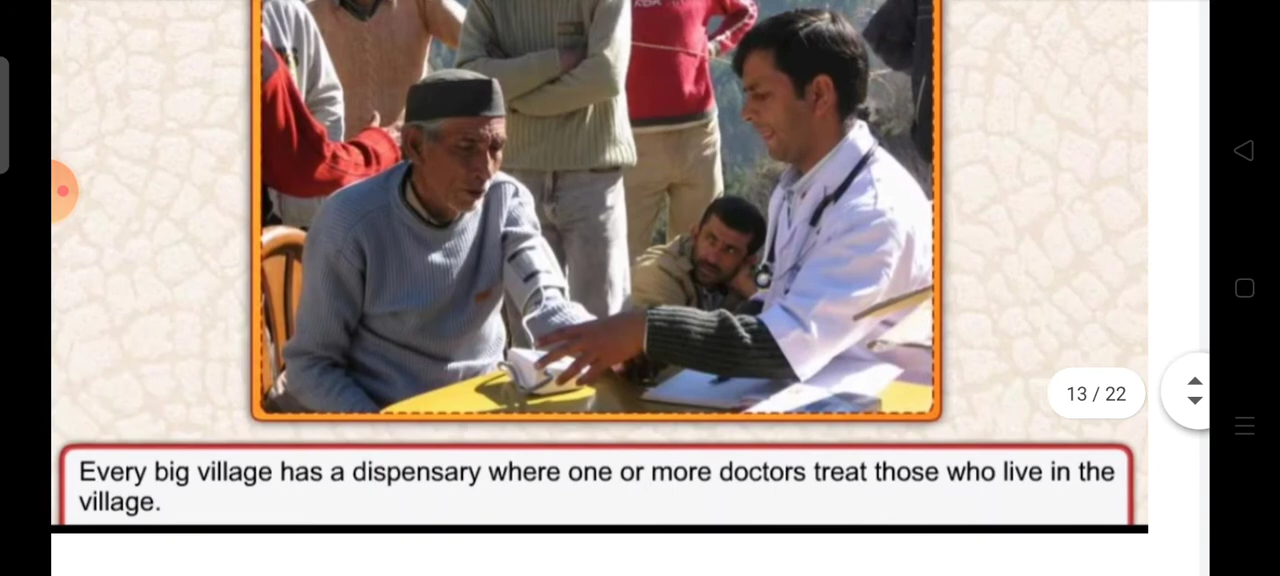 13 / 22
Every big village has a dispensary where one or more doctors treat those who live in the
village.